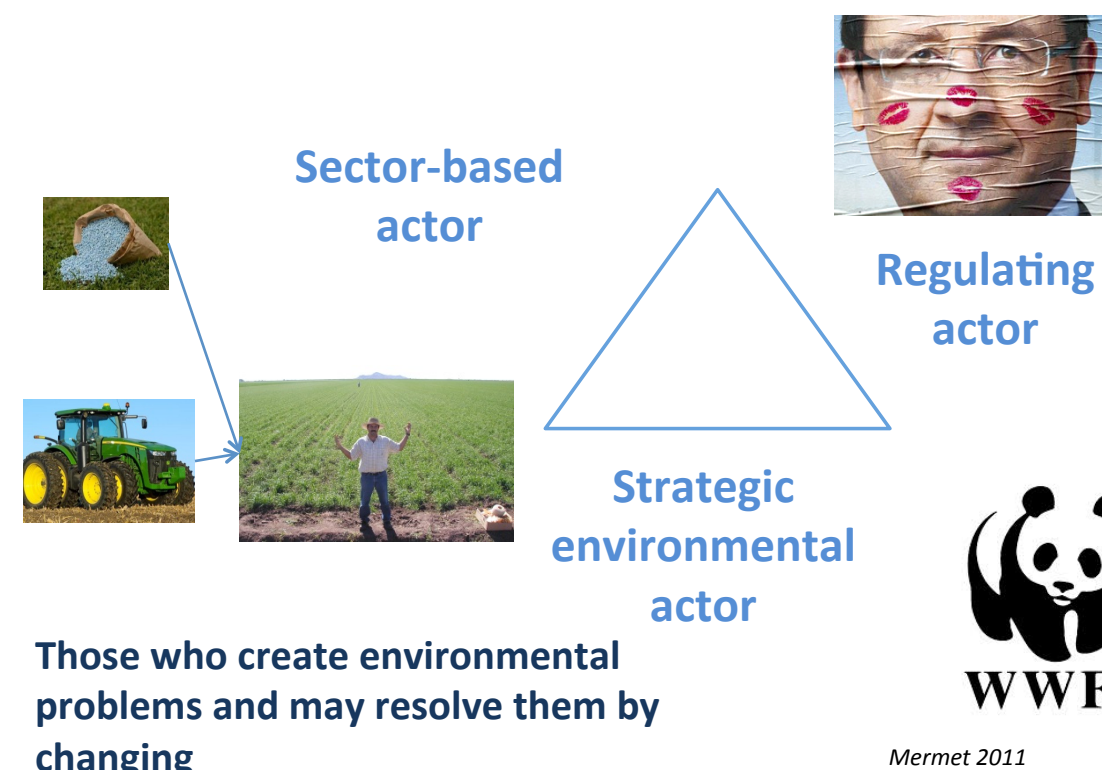 Sector-based
actor
Regulating
actor
Strategic
environmental
actor
Those who create environmental
problems and may resolve them by
changing
WWF
Mermet 2011